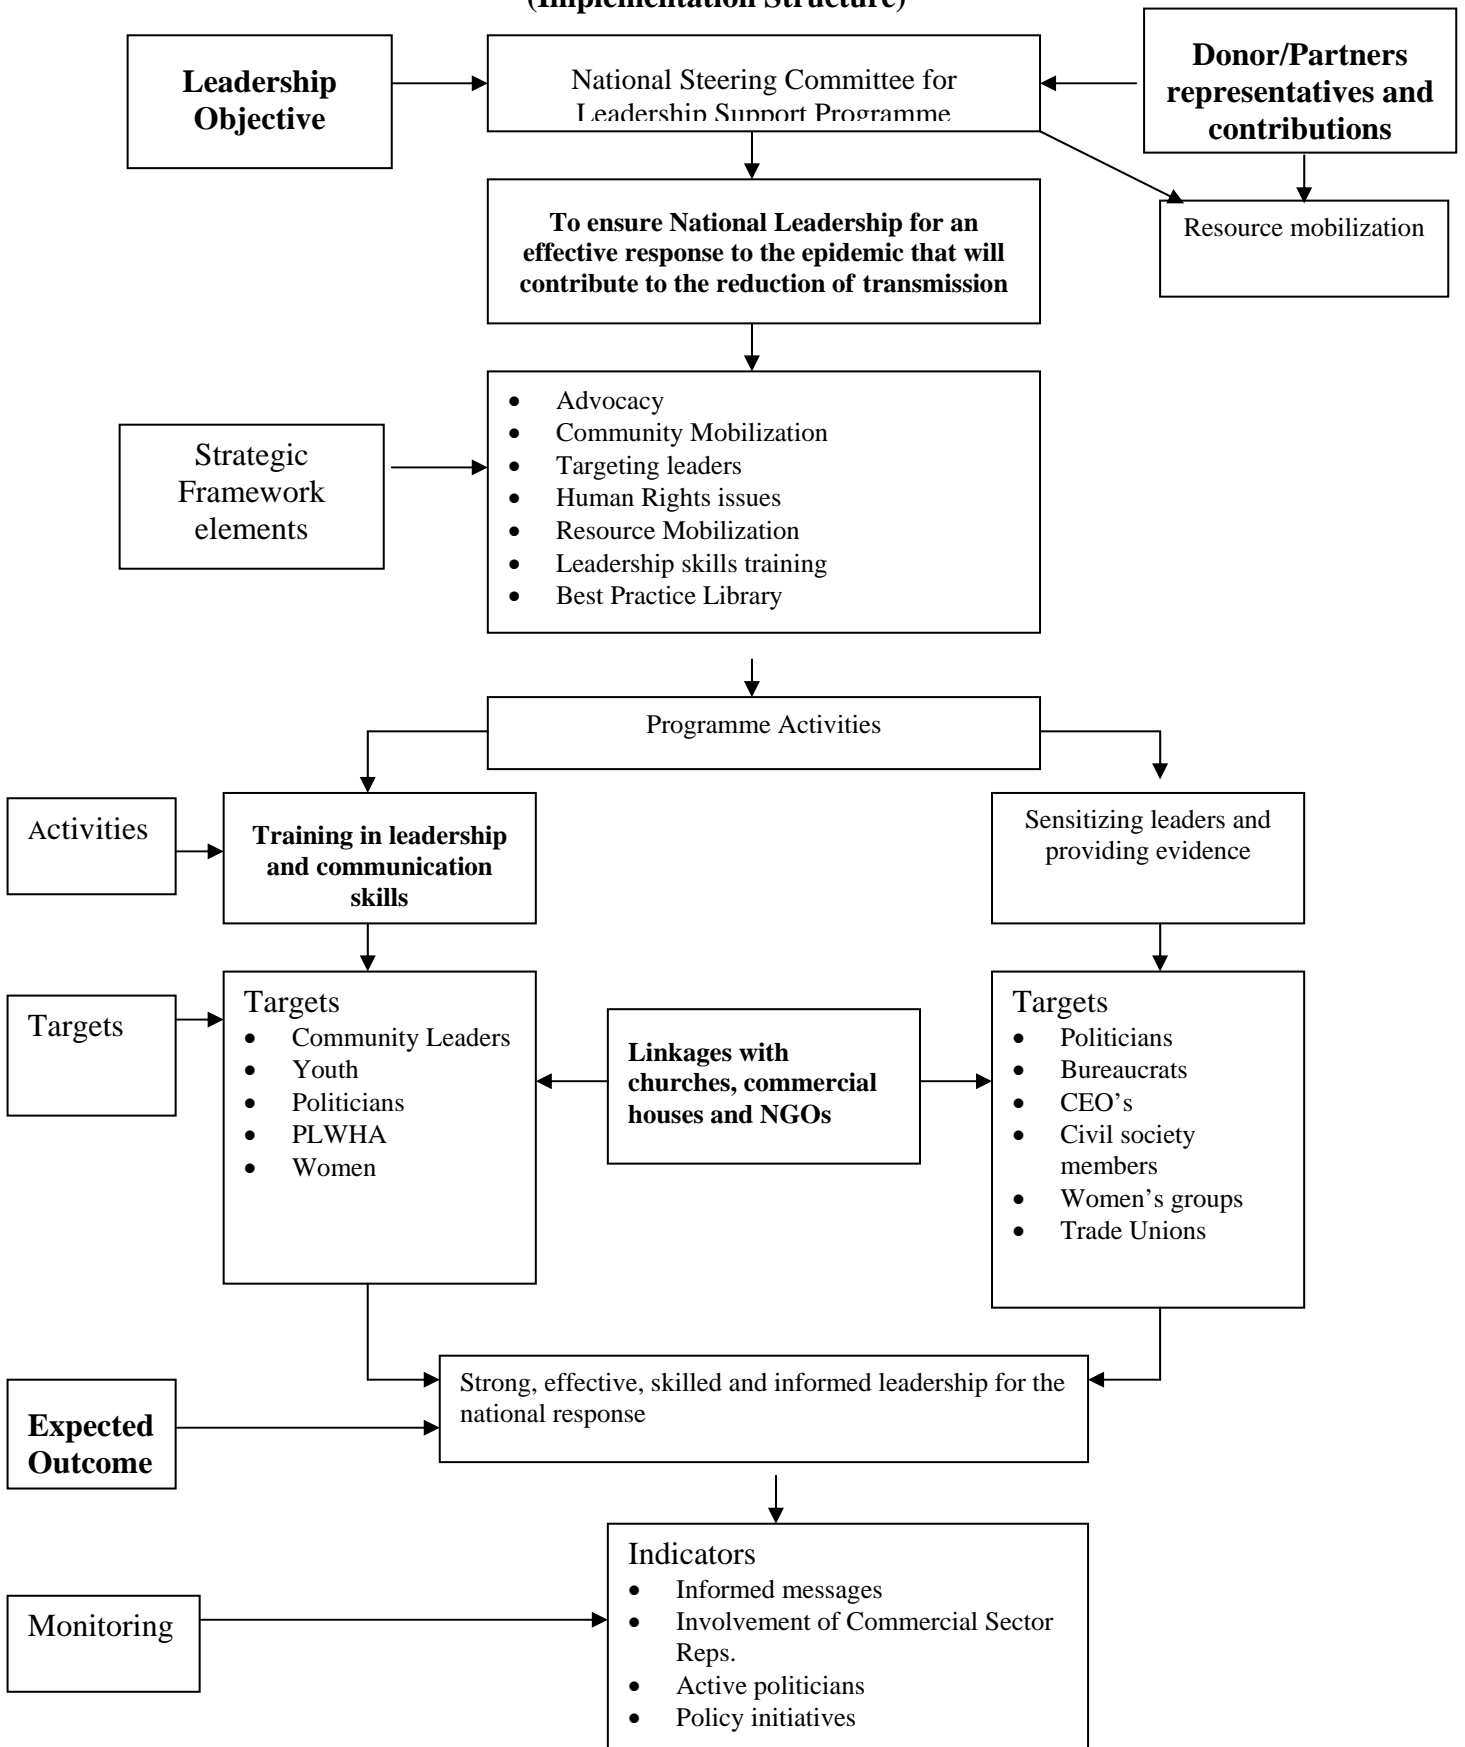 (Implementation Structure)
Leadership
Objective
National Steering Committee for
Leadership Support Programme
Donor/Partners
representatives and
contributions
To ensure National Leadership for an
effective response to the epidemic that will
contribute to the reduction of transmission
Resource mobilization
Strategic
Framework
elements
• Advocacy
• Community Mobilization
• Targeting leaders
• Human Rights issues
• Resource Mobilization
• Leadership skills training
• Best Practice Library
Programme Activities
Activities
Training in leadership
and communication
skills
Sensitizing leaders and
providing evidence
Targets
Targets
• Community Leaders
• Youth
• Politicians
• PLWHA
• Women
Linkages with
churches, commercial
houses and NGOs
Targets
• Politicians
• Bureaucrats
• CEO’s
• Civil society
members
• Women’s groups
• Trade Unions
Expected
Outcome
Strong, effective, skilled and informed leadership for the
national response
Monitoring
Indicators
• Informed messages
• Involvement of Commercial Sector
Reps.
• Active politicians
• Policy initiatives